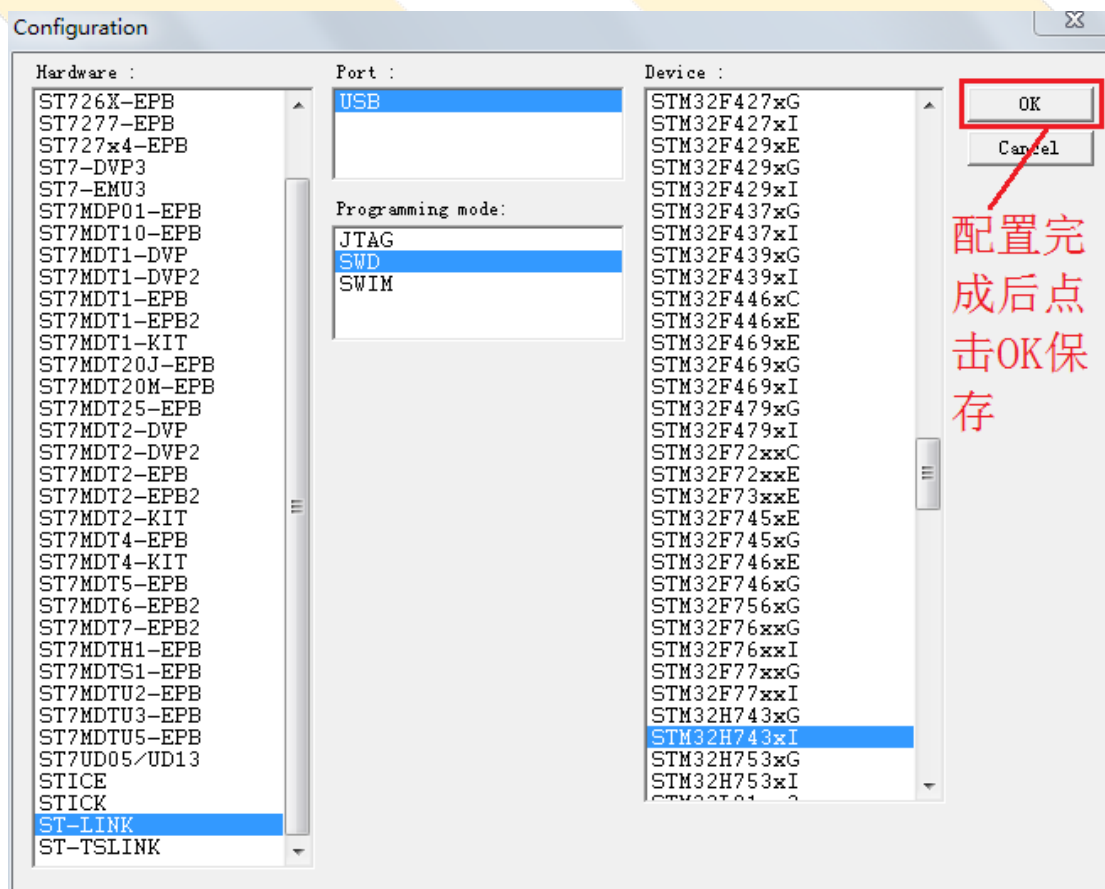 Configuration
Hardware :
ST726X-EPB
ST7277-EPB
ST727x4-EPB
ST7-DVP3
ST7-EMU3
ST7MDP01-EPB
ST7MDT10-EPB
ST7MDT1-DVP
ST7MDT1-DVP2
ST7MDT1-EPB
ST7MDT1-EPB2
ST7MDT1-KIT
ST7MDT20J-EPB
ST7MDT20M-EPB
ST7MDT25-EPB
ST7MDT2-DVP
ST7MDT2-DVP2
ST7MDT2-EPB
ST7MDT2-EPB2
ST7MDT2-KIT
ST7MDT4-EPB
ST7MDT4-KIT
ST7MDT5-EPB
ST7MDT6-EPB2
ST7MDT7-EPB2
ST7MDTH1-EPB
ST7MDTS1-EPB
ST7MDTU2-EPB
ST7MDTU3-EPB
ST7MDTU5-EPB
ST7UD05/UD13
STICE
STICK
ST-LINK
ST-TSLINK
Port :
USB
Programming mode:
JTAG
SWD
SWIM
Device :
STM32F427xG
STM32F427xI
STM32F429xE
STM32F429xG
STM32F429xI
STM32F437xG
STM32F437xI
STM32F439xG
STM32F439xI
STM32F446xC
STM32F446xE
STM32F469xE
STM32F469xG
STM32F469xI
STM32F479xG
STM32F479xI
STM32F72xxC
STM32F72xxE
STM32F73xxE
STM32F745xE
STM32F745xG
STM32F746xE
STM32F746xG
STM32F756xG
STM32F76xxG
STM32F76xxI
STM32F77xxG
STM32F77xxI
STM32H743xG
STM32H743xI
STM32H753xG
STM32H753xI
OK
Cancel
配置完
成后点
击OK保
存